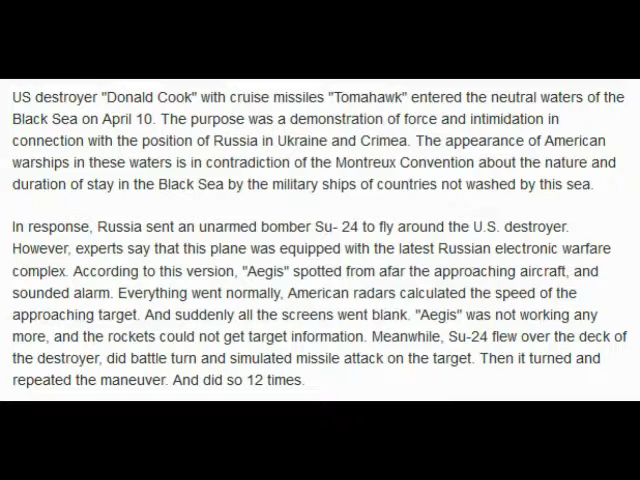 US destroyer "Donald Cook" with cruise missiles "Tomahawk" entered the neutral waters of the
Black Sea on April 10. The purpose was a demonstration of force and intimidation in
connection with the position of Russia in Ukraine and Crimea. The appearance of American
warships in these waters is in contradiction of the Montreux Convention about the nature and
duration of stay in the Black Sea by the military ships of countries not washed by this sea.
In response, Russia sent an unarmed bomber Su- 24 to fly around the U.S. destroyer.
However, experts say that this plane was equipped with the latest Russian electronic warfare
complex. According to this version, "Aegis" spotted from afar the approaching aircraft, and
sounded alarm. Everything went normally, American radars calculated the speed of the
approaching target. And suddenly all the screens went blank. "Aegis" was not working any
more, and the rockets could not get target information. Meanwhile, Su-24 flew over the deck of
the destroyer, did battle turn and simulated missile attack on the target. Then it turned and
repeated the maneuver. And did so 12 times.